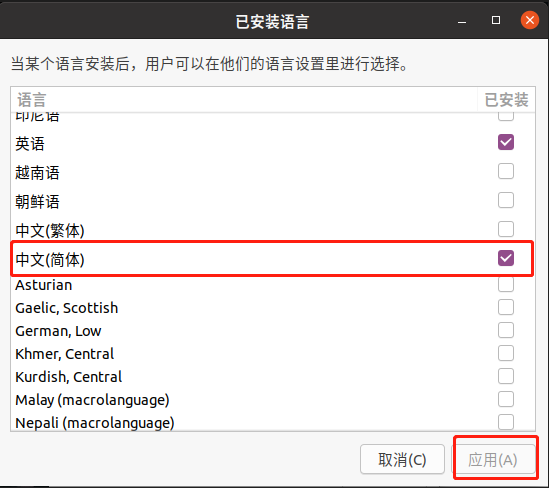 已安装语言
当某个语言安装后，用户可以在他们的语言设置里进行选择。
语言 已安装
印尼语
英语
越南语
朝鲜语
中文(繁体)
中文(简体)
Asturian
Gaelic, Scottish
German, Low
Khmer, Central
Kurdish, Central
Malay (macrolanguage)
Nepali (macrolanguage)
取消(C) 应用(A)